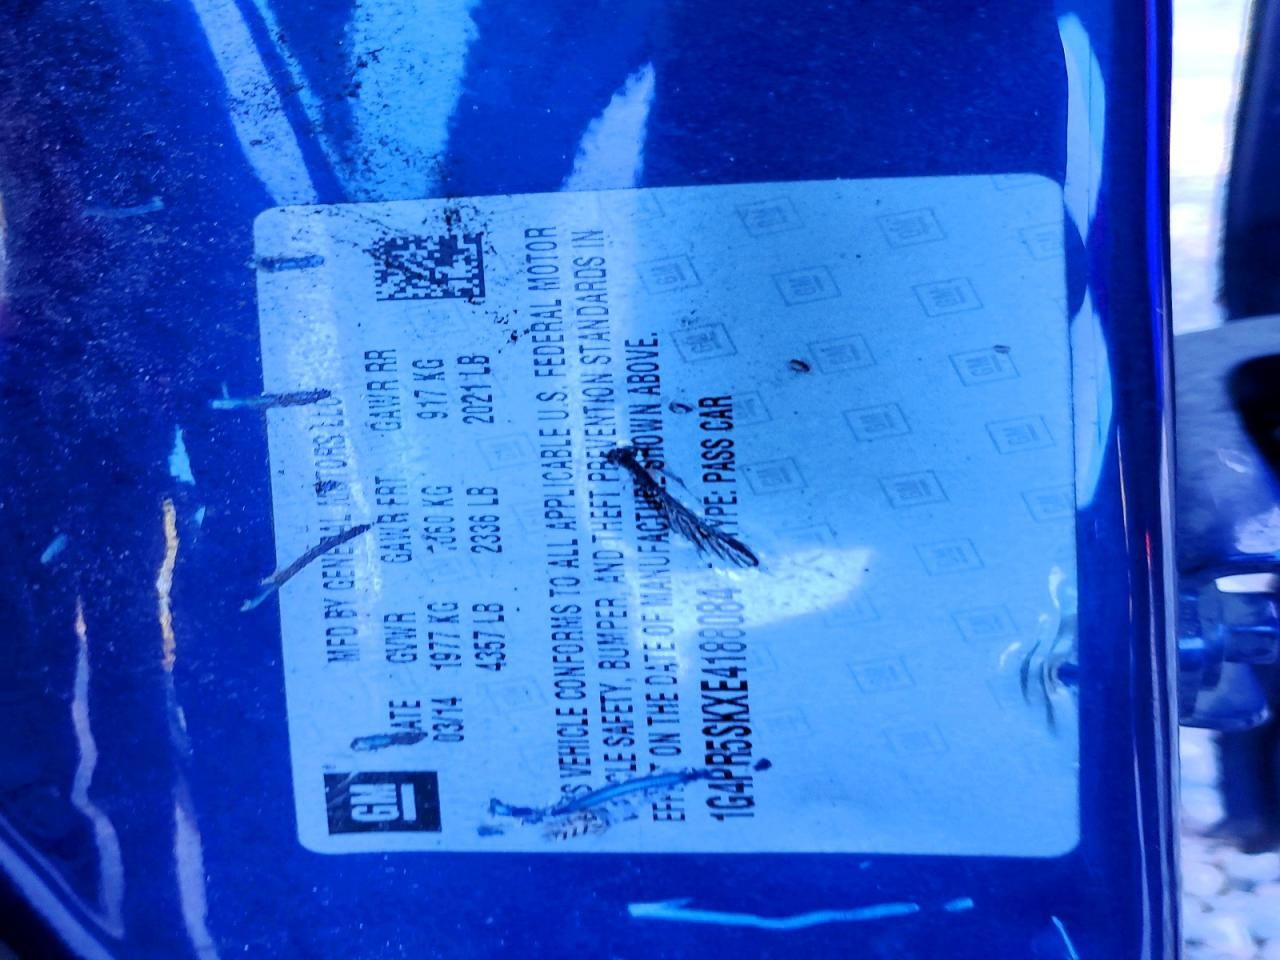 GM
MFD BY GENERAL MOTORS LLC
DATE GVWR GAWR FRT GAWR RR
03/14 1977 KG 1060 KG 917 KG
4357 LB 2336 LB 2021 LB
VEHICLE CONFORMS TO ALL APPLICABLE U.S. FEDERAL MOTOR
SAFETY, BUMPER, AND THEFT PREVENTION STANDARDS IN
EFFECT ON THE DATE OF MANUFACTURE SHOWN ABOVE.
1G4PR5SKXE4188084 TYPE: PASS CAR